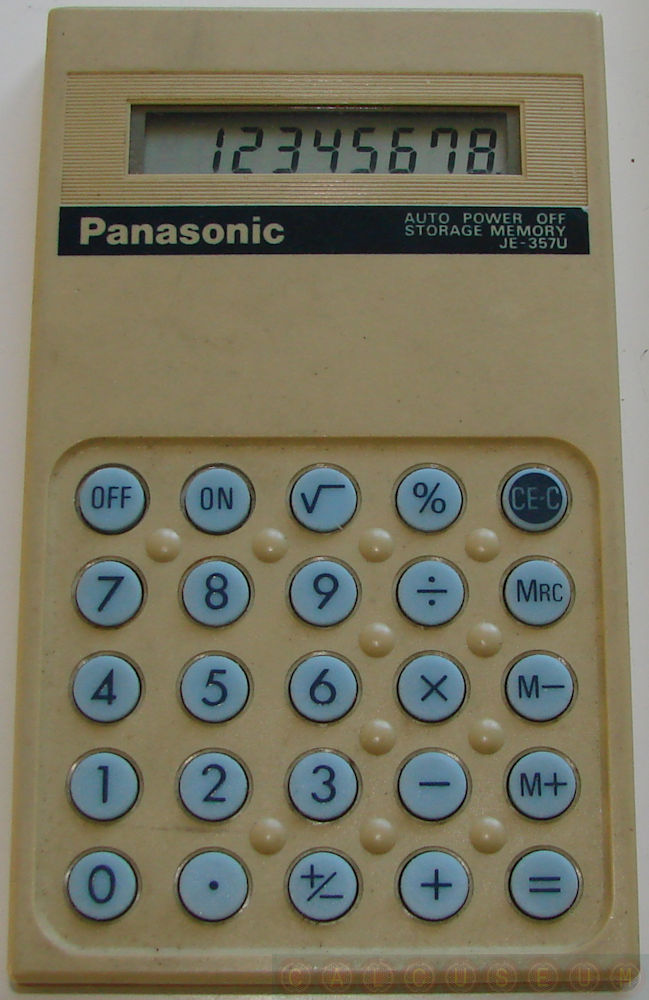 12345678.
Panasonic
AUTO POWER OFF
STORAGE MEMORY
JE-357U
OFF ON √ % CE·C
7 8 9 ÷ MRC
4 5 6 × M−
1 2 3 − M+
0 · +/− + =
CALCUSEUM